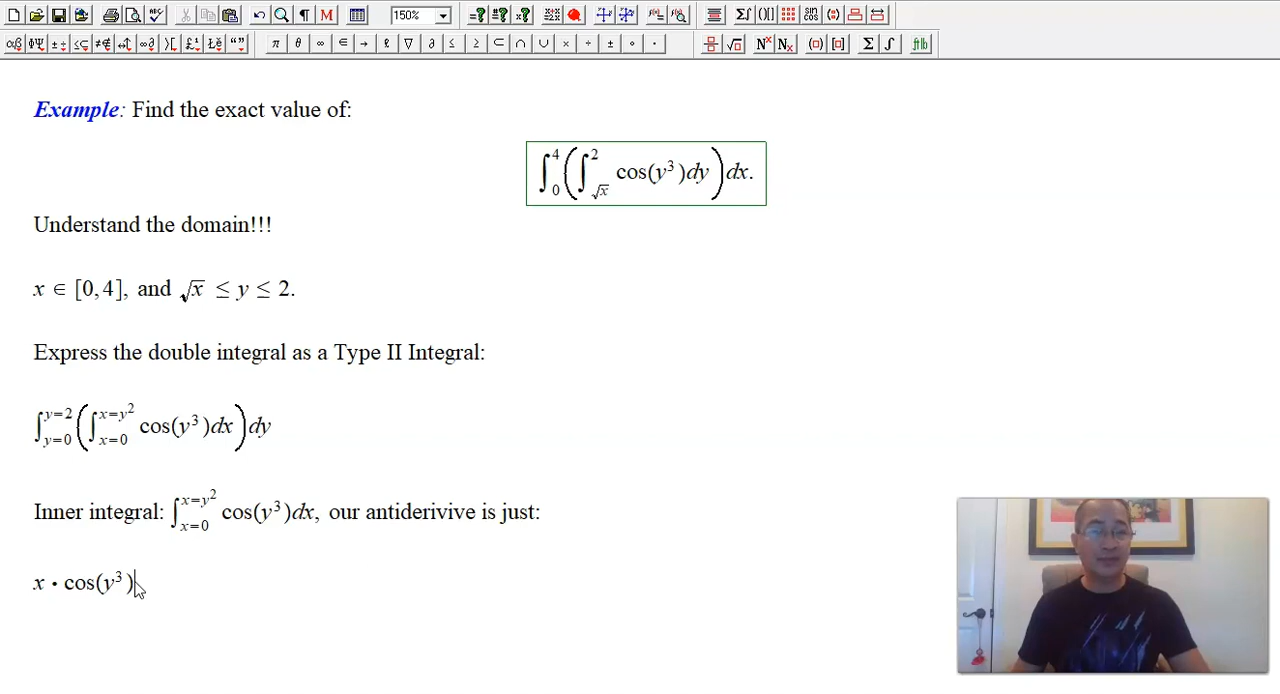 150%
Example: Find the exact value of:
∫₀⁴(∫_√x² cos(y³)dy)dx.
Understand the domain!!!
x ∈ [0,4], and √x ≤ y ≤ 2.
Express the double integral as a Type II Integral:
∫_{y=0}^{y=2}(∫_{x=0}^{x=y²} cos(y³)dx)dy
Inner integral: ∫_{x=0}^{x=y²} cos(y³)dx, our antiderivive is just:
x · cos(y³)